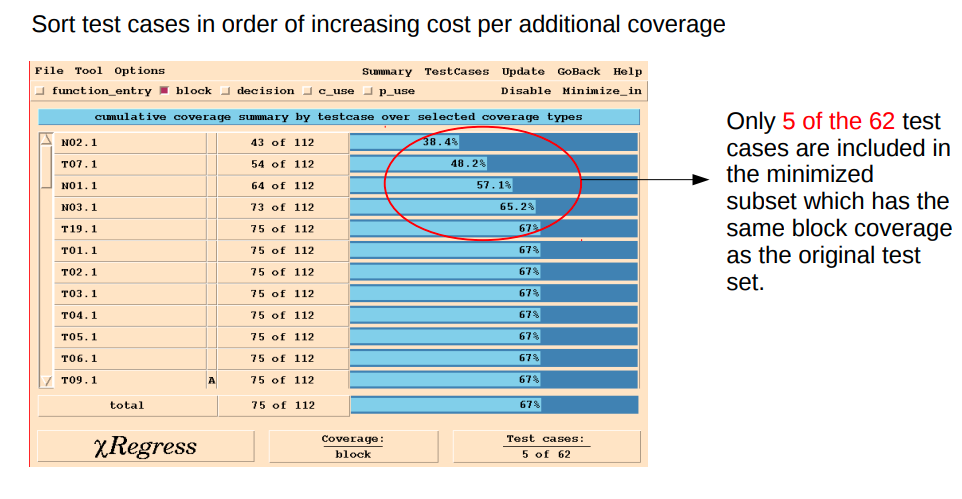 Sort test cases in order of increasing cost per additional coverage
File Tool Options Summary TestCases Update GoBack Help
function_entry block decision c_use p_use Disable Minimize_in
cumulative coverage summary by testcase over selected coverage types
N02.1 43 of 112 38.4%
T07.1 54 of 112 48.2%
N01.1 64 of 112 57.1%
N03.1 73 of 112 65.2%
T19.1 75 of 112 67%
T01.1 75 of 112 67%
T02.1 75 of 112 67%
T03.1 75 of 112 67%
T04.1 75 of 112 67%
T05.1 75 of 112 67%
T06.1 75 of 112 67%
T09.1 A 75 of 112 67%
total 75 of 112 67%
χRegress
Coverage:
block
Test cases:
5 of 62
Only 5 of the 62 test
cases are included in
the minimized
subset which has the
same block coverage
as the original test
set.